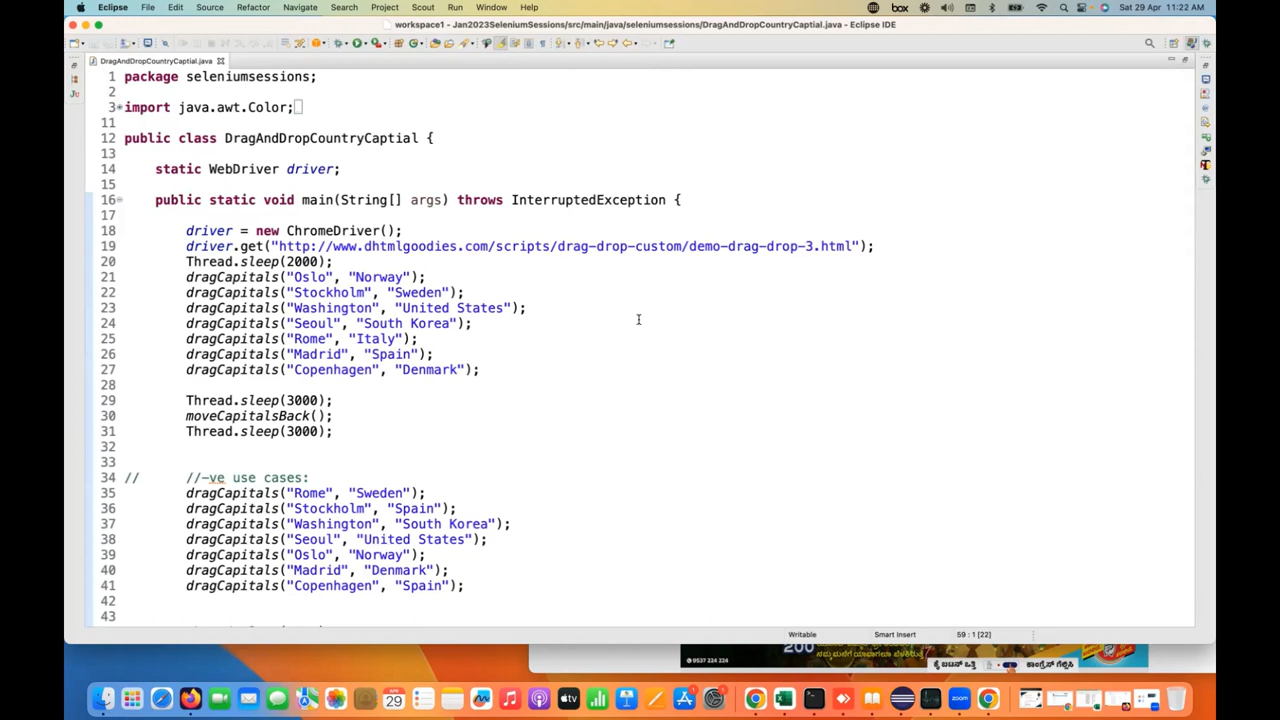 Eclipse File Edit Source Refactor Navigate Search Project Run Window Help box Sat 29 Apr 11:22 AM
workspace1 - Jan2023SeleniumSessions/src/main/java/seleniumsessions/DragAndDropCountryCaptial.java - Eclipse IDE
DragAndDropCountryCaptial.java
1 package seleniumsessions;
2
3 import java.awt.Color;
11
12 public class DragAndDropCountryCaptial {
13
14 static WebDriver driver;
15
16 public static void main(String[] args) throws InterruptedException {
17
18 driver = new ChromeDriver();
19 driver.get("http://www.dhtmlgoodies.com/scripts/drag-drop-custom/demo-drag-drop-3.html");
20 Thread.sleep(2000);
21 dragCapitals("Oslo", "Norway");
22 dragCapitals("Stockholm", "Sweden");
23 dragCapitals("Washington", "United States");
24 dragCapitals("Seoul", "South Korea");
25 dragCapitals("Rome", "Italy");
26 dragCapitals("Madrid", "Spain");
27 dragCapitals("Copenhagen", "Denmark");
28
29 Thread.sleep(3000);
30 moveCapitalsBack();
31 Thread.sleep(3000);
32
33
34 // //-ve use cases:
35 dragCapitals("Rome", "Sweden");
36 dragCapitals("Stockholm", "Spain");
37 dragCapitals("Washington", "South Korea");
38 dragCapitals("Seoul", "United States");
39 dragCapitals("Oslo", "Norway");
40 dragCapitals("Madrid", "Denmark");
41 dragCapitals("Copenhagen", "Spain");
42
43
Writable Smart Insert 59 : 1 [22]
200
9537 224 224
APR
29
zoom